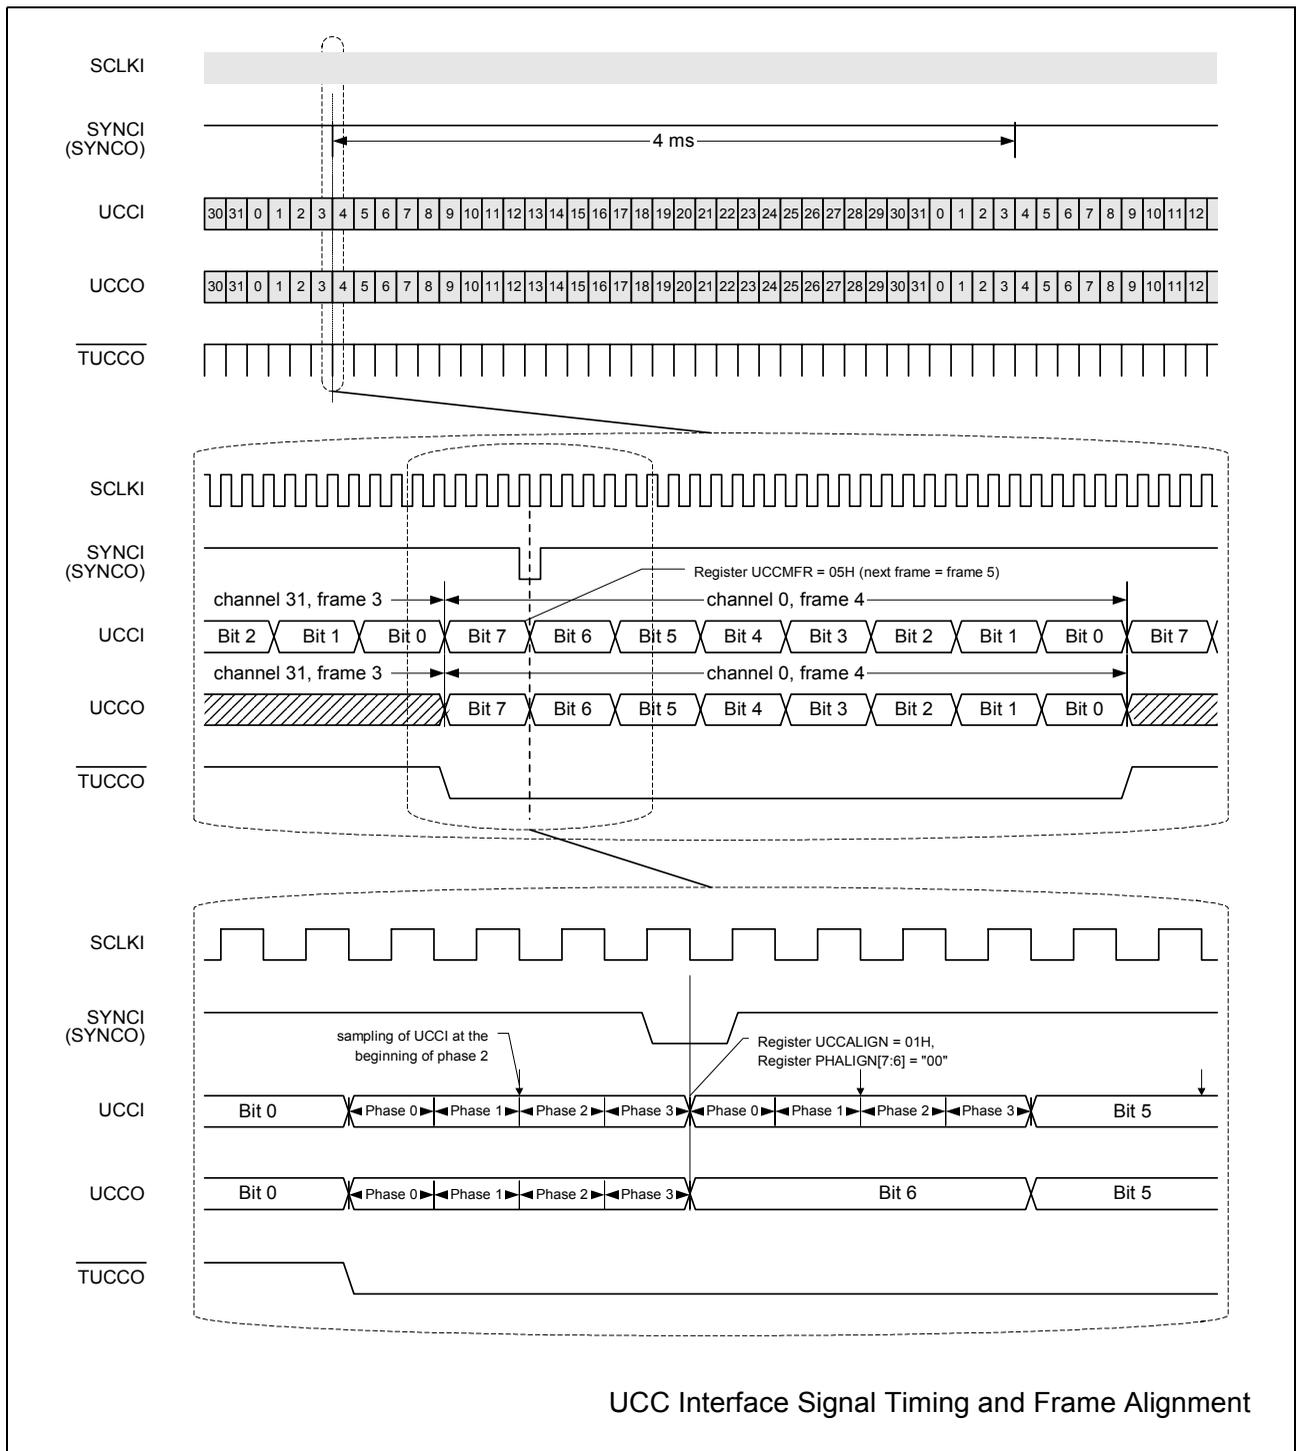 SCLKI
SYNCI
(SYNCO)
4 ms
UCCI
30 31 0 1 2 3 4 5 6 7 8 9 10 11 12 13 14 15 16 17 18 19 20 21 22 23 24 25 26 27 28 29 30 31 0 1 2 3 4 5 6 7 8 9 10 11 12
UCCO
30 31 0 1 2 3 4 5 6 7 8 9 10 11 12 13 14 15 16 17 18 19 20 21 22 23 24 25 26 27 28 29 30 31 0 1 2 3 4 5 6 7 8 9 10 11 12
TUCCO
SCLKI
SYNCI
(SYNCO)
Register UCCMFR = 05H (next frame = frame 5)
channel 31, frame 3 channel 0, frame 4
UCCI Bit 2 Bit 1 Bit 0 Bit 7 Bit 6 Bit 5 Bit 4 Bit 3 Bit 2 Bit 1 Bit 0 Bit 7
channel 31, frame 3 channel 0, frame 4
UCCO Bit 7 Bit 6 Bit 5 Bit 4 Bit 3 Bit 2 Bit 1 Bit 0
TUCCO
SCLKI
SYNCI
(SYNCO)
sampling of UCCI at the
beginning of phase 2
Register UCCALIGN = 01H,
Register PHALIGN[7:6] = "00"
UCCI Bit 0 Phase 0 Phase 1 Phase 2 Phase 3 Phase 0 Phase 1 Phase 2 Phase 3 Bit 5
UCCO Bit 0 Phase 0 Phase 1 Phase 2 Phase 3 Bit 6 Bit 5
TUCCO
UCC Interface Signal Timing and Frame Alignment